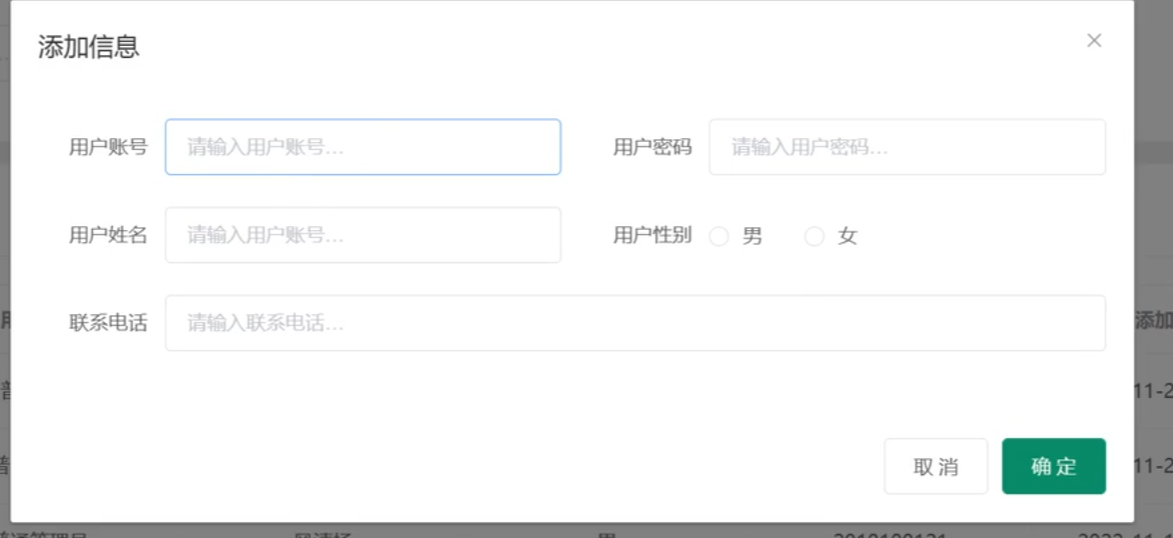 添加信息
用户账号 请输入用户账号... 用户密码 请输入用户密码...
用户姓名 请输入用户账号... 用户性别 男 女
联系电话 请输入联系电话...
添加
11-2
取消 确定
11-2